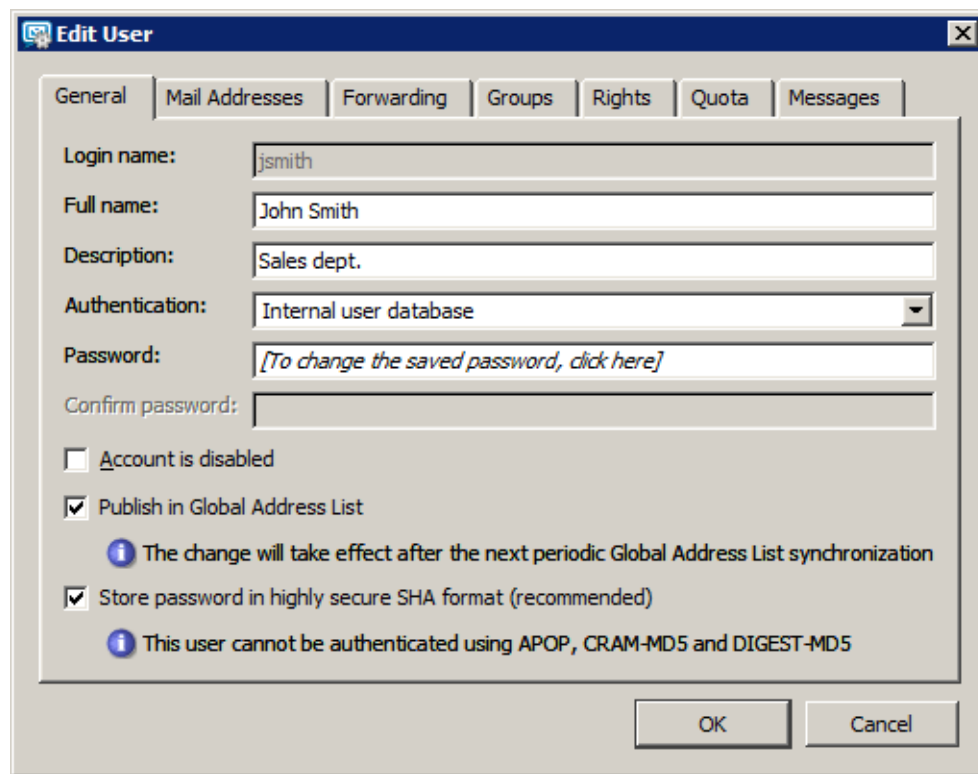 Edit User
General Mail Addresses Forwarding Groups Rights Quota Messages
Login name: jsmith
Full name: John Smith
Description: Sales dept.
Authentication: Internal user database
Password: [To change the saved password, click here]
Confirm password:
Account is disabled
Publish in Global Address List
The change will take effect after the next periodic Global Address List synchronization
Store password in highly secure SHA format (recommended)
This user cannot be authenticated using APOP, CRAM-MD5 and DIGEST-MD5
OK Cancel